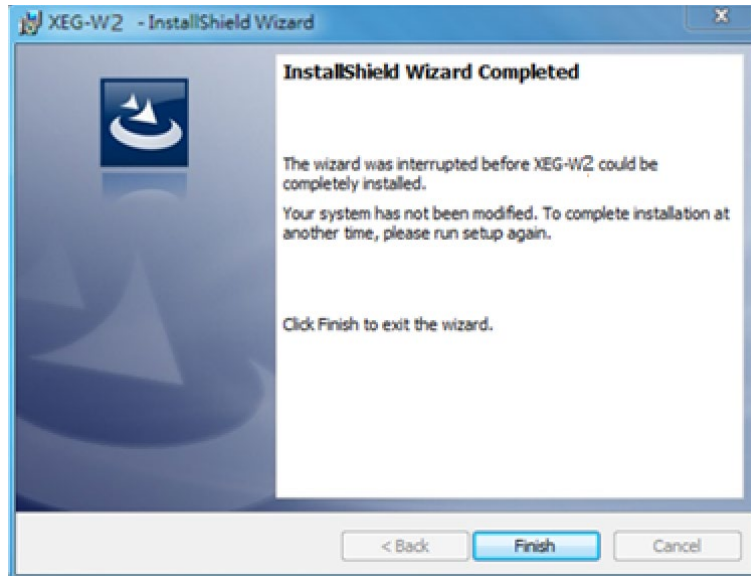 XEG-W2 - InstallShield Wizard
InstallShield Wizard Completed
The wizard was interrupted before XEG-W2 could be
completely installed.
Your system has not been modified. To complete installation at
another time, please run setup again.
Click Finish to exit the wizard.
< Back Finish Cancel